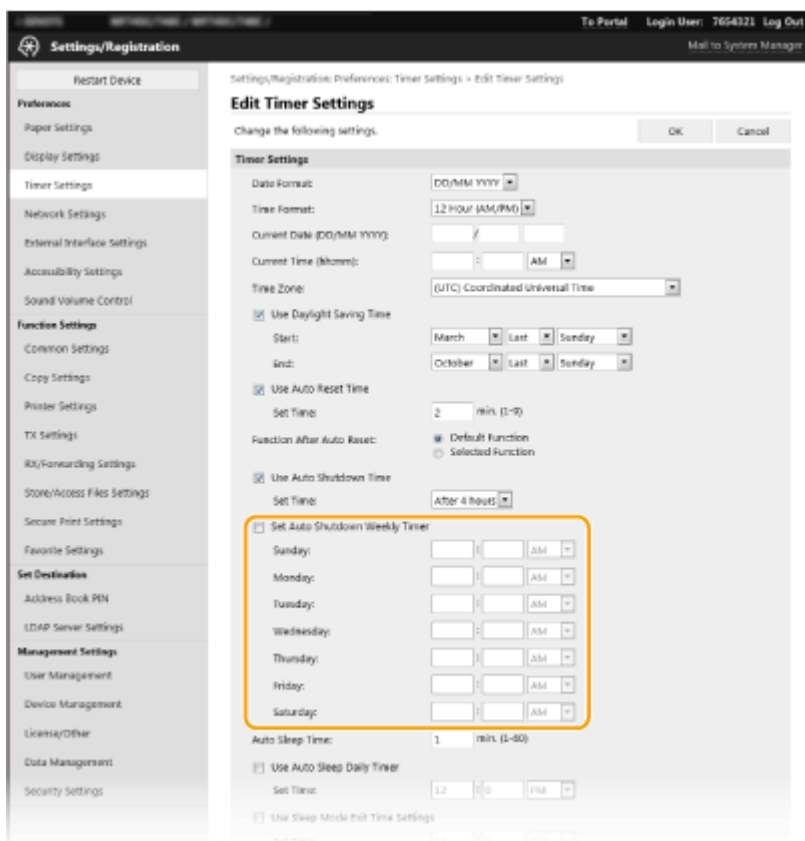 To Portal Login User: 7654321 Log Out
Settings/Registration
Mail to System Manager
Restart Device
Preferences
Paper Settings
Display Settings
Timer Settings
Network Settings
External Interface Settings
Accessibility Settings
Sound Volume Control
Function Settings
Common Settings
Copy Settings
Printer Settings
TX Settings
RX/Forwarding Settings
Store/Access Files Settings
Secure Print Settings
Favorite Settings
Set Destination
Address Book PIN
LDAP Server Settings
Management Settings
User Management
Device Management
License/Other
Data Management
Security Settings
Settings/Registration: Preferences: Timer Settings > Edit Timer Settings
Edit Timer Settings
Change the following settings.
OK Cancel
Timer Settings
Date Format: DD/MM YYYY
Time Format: 12 Hour (AM/PM)
Current Date (DD/MM YYYY): /
Current Time (hh:mm): : AM
Time Zone: (UTC) Coordinated Universal Time
Use Daylight Saving Time
Start: March Last Sunday
End: October Last Sunday
Use Auto Reset Time
Set Time: 2 min. (1-9)
Function After Auto Reset: Default Function
Selected Function
Use Auto Shutdown Time
Set Time: After 4 hours
Set Auto Shutdown Weekly Timer
Sunday: : AM
Monday: : AM
Tuesday: : AM
Wednesday: : AM
Thursday: : AM
Friday: : AM
Saturday: : AM
Auto Sleep Time: 1 min. (1-60)
Use Auto Sleep Daily Timer
Set Time: 12 : 0 PM
Use Sleep Mode Exit Time Settings